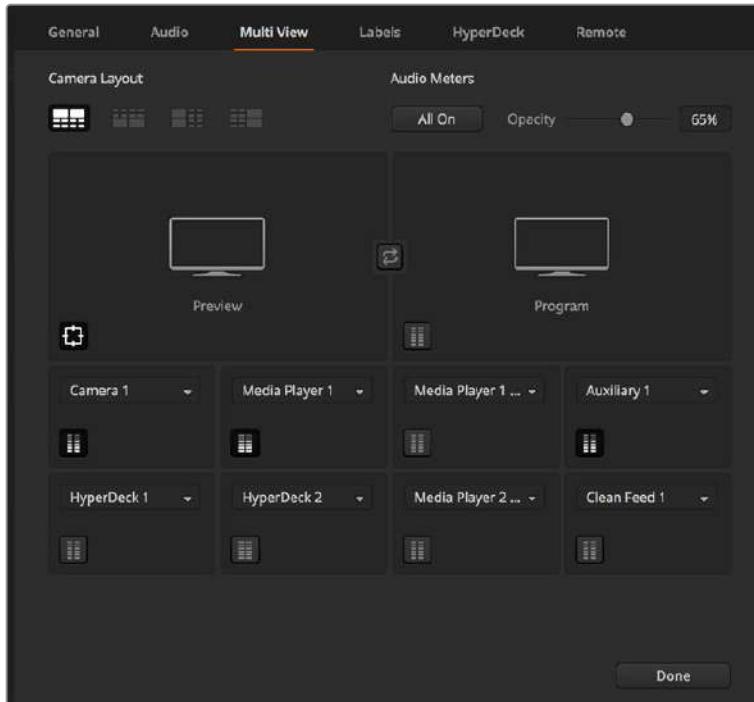 General Audio Multi View Labels HyperDeck Remote
Camera Layout Audio Meters
All On Opacity 65%
Preview Program
Camera 1 Media Player 1 Media Player 1 ... Auxiliary 1
HyperDeck 1 HyperDeck 2 Media Player 2 ... Clean Feed 1
Done